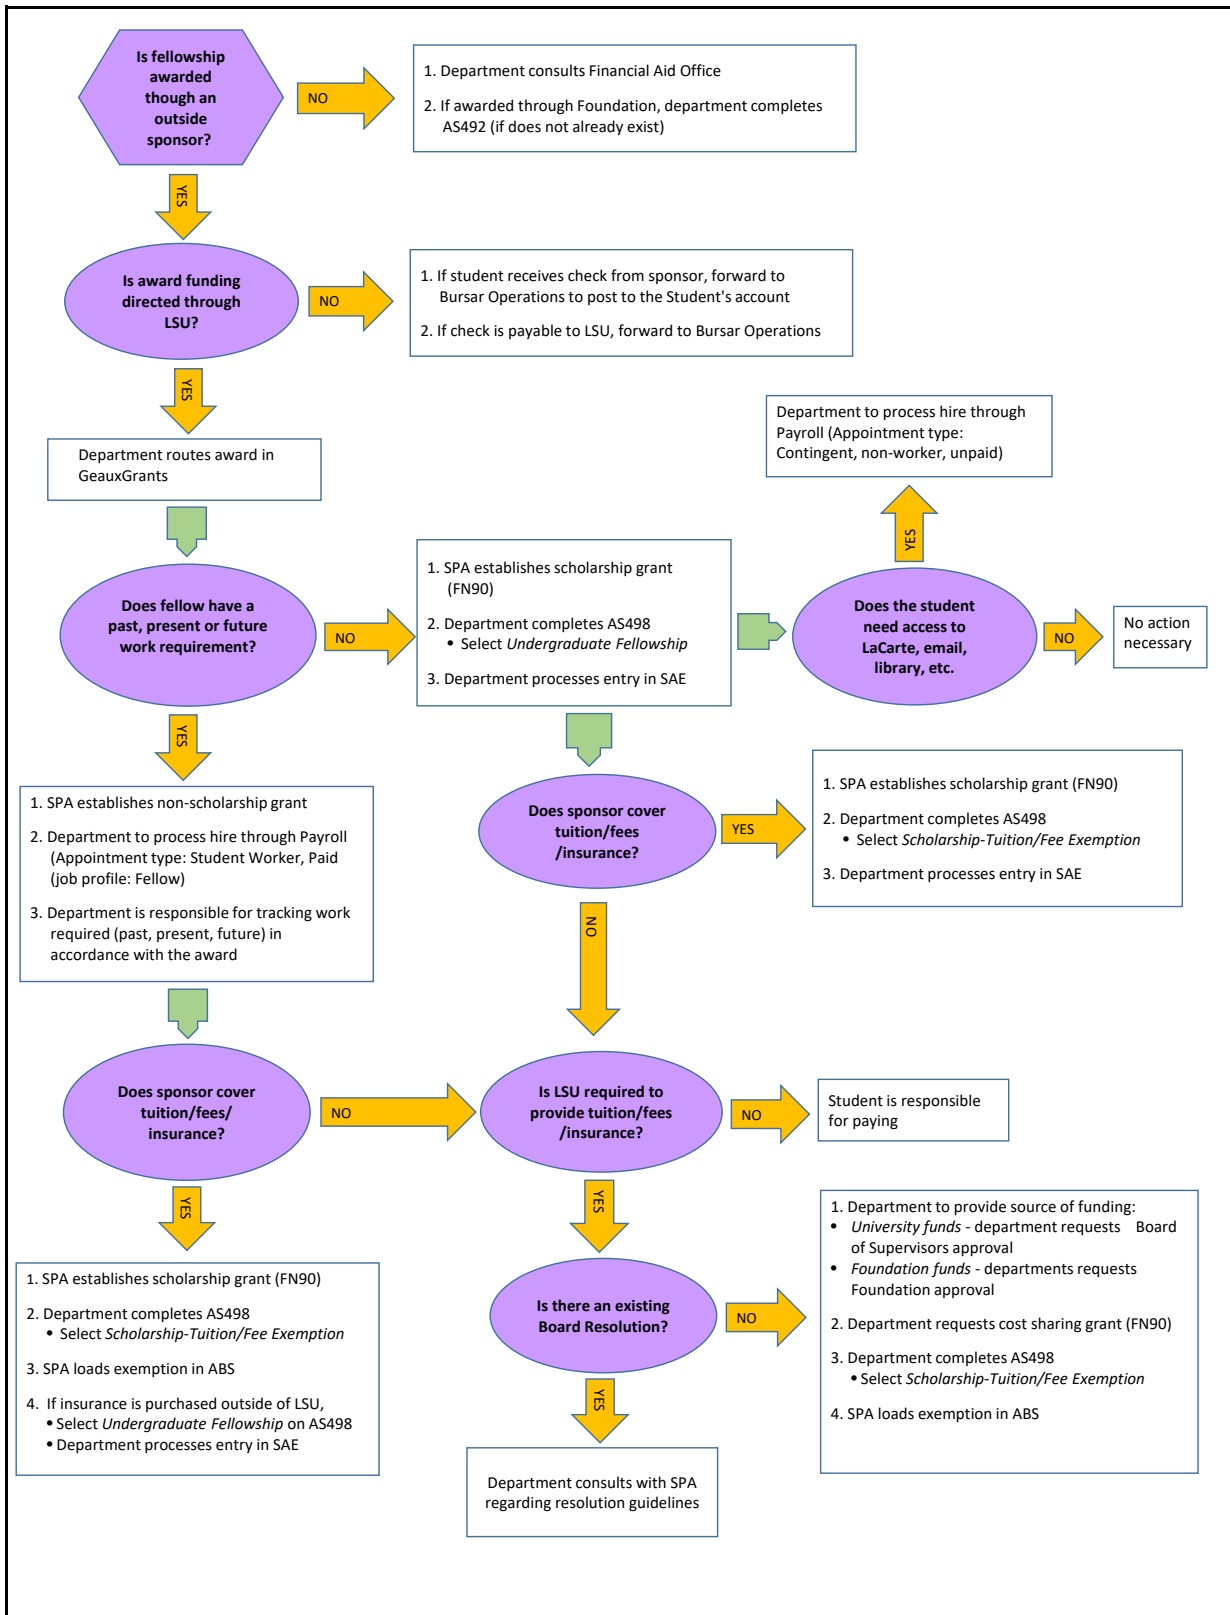 Is fellowship
awarded
though an
outside
sponsor?
NO
1. Department consults Financial Aid Office
2. If awarded through Foundation, department completes
AS492 (if does not already exist)
YES
Is award funding
directed through
LSU?
NO
1. If student receives check from sponsor, forward to
Bursar Operations to post to the Student's account
2. If check is payable to LSU, forward to Bursar Operations
YES
Department routes award in
GeauxGrants
Department to process hire through
Payroll (Appointment type:
Contingent, non-worker, unpaid)
YES
Does fellow have a
past, present or future
work requirement?
NO
1. SPA establishes scholarship grant
(FN90)
2. Department completes AS498
• Select Undergraduate Fellowship
3. Department processes entry in SAE
Does the student
need access to
LaCarte, email,
library, etc.
NO
No action
necessary
YES
1. SPA establishes non-scholarship grant
2. Department to process hire through Payroll
(Appointment type: Student Worker, Paid
(job profile: Fellow)
3. Department is responsible for tracking work
required (past, present, future) in
accordance with the award
Does sponsor cover
tuition/fees
/insurance?
YES
1. SPA establishes scholarship grant (FN90)
2. Department completes AS498
• Select Scholarship-Tuition/Fee Exemption
3. Department processes entry in SAE
NO
Does sponsor cover
tuition/fees/
insurance?
NO
Is LSU required to
provide tuition/fees
/insurance?
NO
Student is responsible
for paying
YES
YES
1. SPA establishes scholarship grant (FN90)
2. Department completes AS498
• Select Scholarship-Tuition/Fee Exemption
3. SPA loads exemption in ABS
4. If insurance is purchased outside of LSU,
• Select Undergraduate Fellowship on AS498
• Department processes entry in SAE
Is there an existing
Board Resolution?
NO
1. Department to provide source of funding:
• University funds - department requests Board
of Supervisors approval
• Foundation funds - departments requests
Foundation approval
2. Department requests cost sharing grant (FN90)
3. Department completes AS498
• Select Scholarship-Tuition/Fee Exemption
4. SPA loads exemption in ABS
YES
Department consults with SPA
regarding resolution guidelines